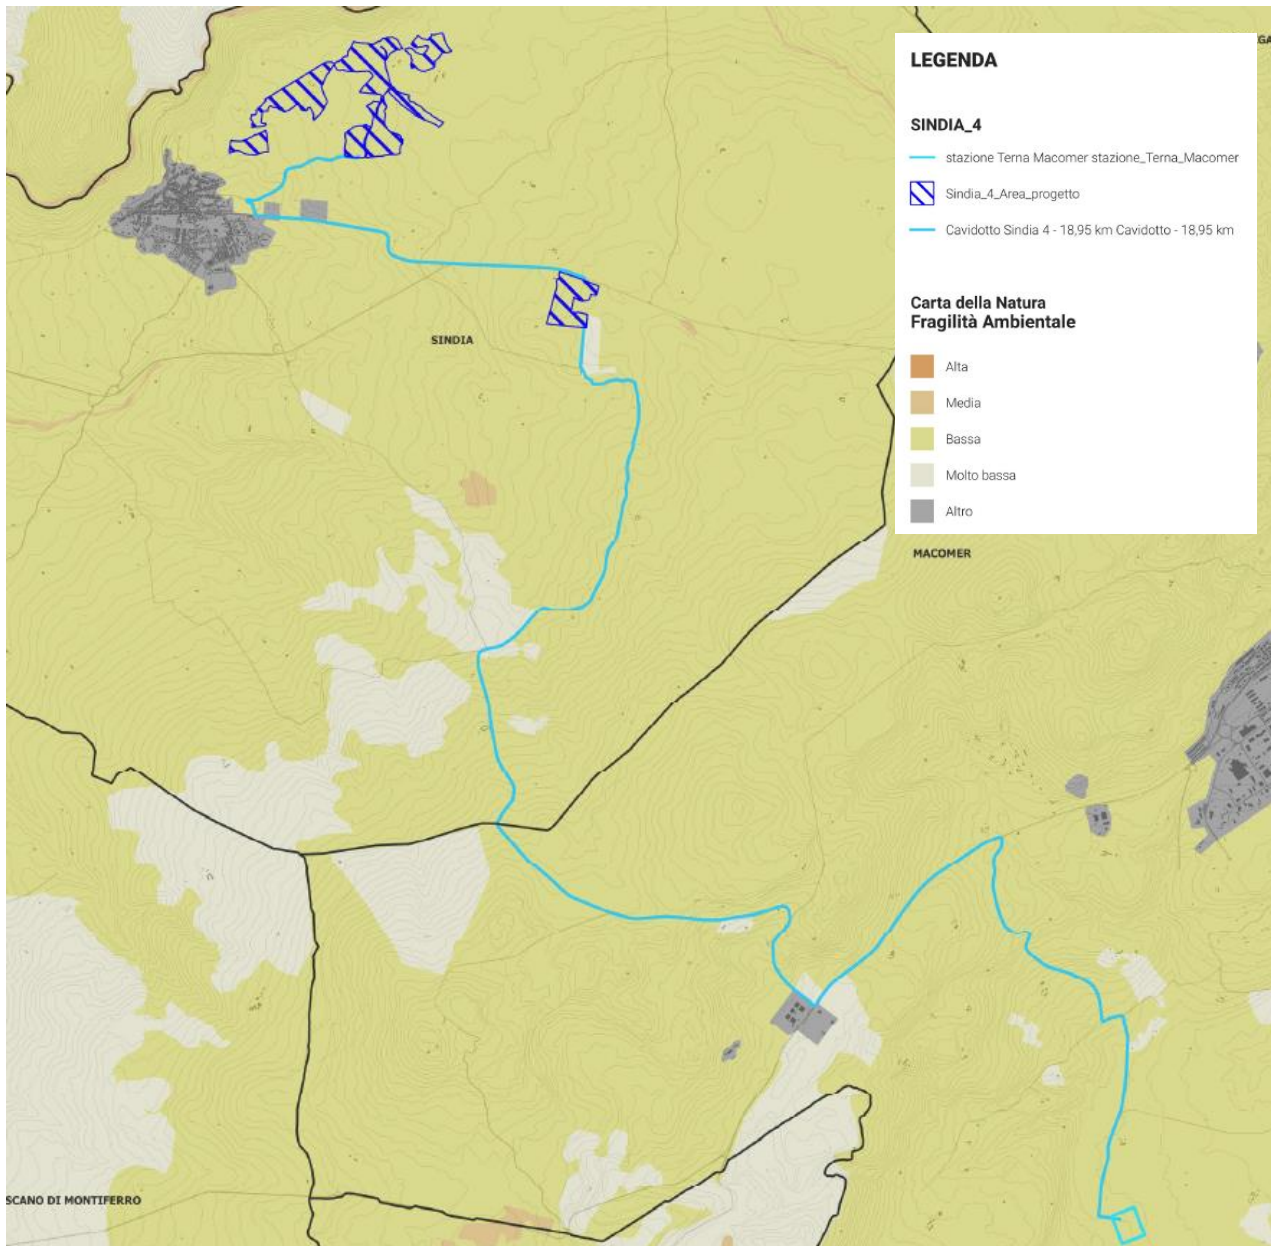 LEGENDA
SINDIA_4
stazione Terna Macomer stazione_Terna_Macomer
Sindia_4_Area_progetto
Cavidotto Sindia 4 - 18,95 km Cavidotto - 18,95 km
Carta della Natura
Fragilità Ambientale
Alta
Media
Bassa
Molto bassa
Altro
SINDIA
MACOMER
SCANO DI MONTIFERRO